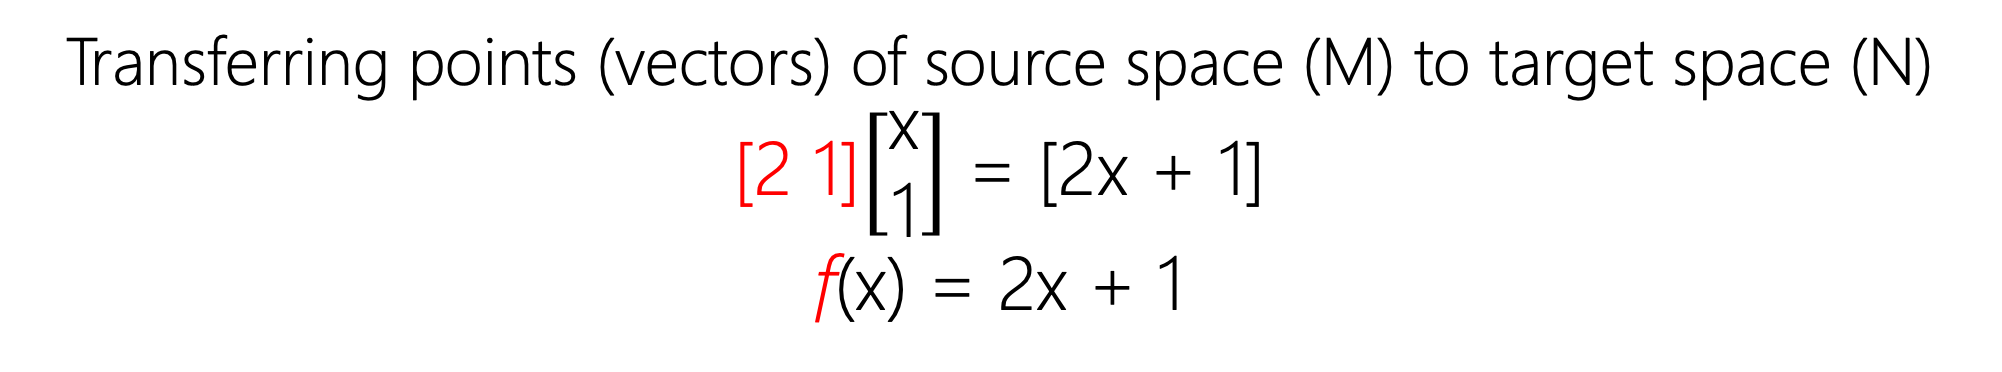 Transferring points (vectors) of source space (M) to target space (N)
[2 1][x
1] = [2x + 1]
f(x) = 2x + 1